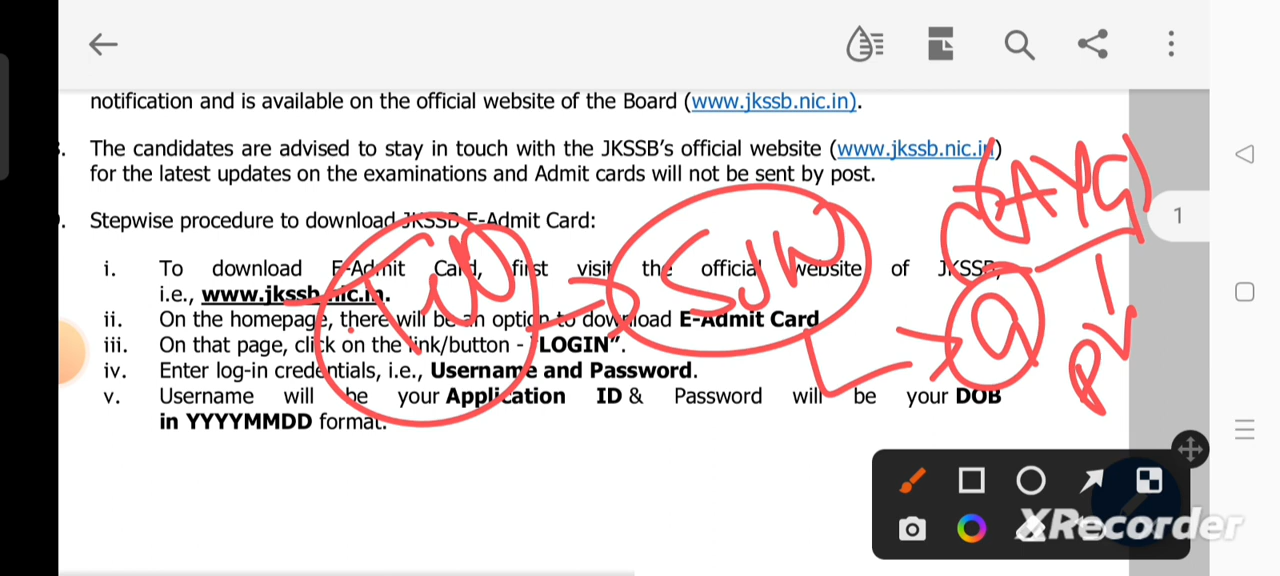 notification and is available on the official website of the Board (www.jkssb.nic.in).
The candidates are advised to stay in touch with the JKSSB's official website (www.jkssb.nic.in)
for the latest updates on the examinations and Admit cards will not be sent by post.
Stepwise procedure to download JKSSB E-Admit Card:
i. To download E-Admit Card, first visit the official website of JKSSB,
i.e., www.jkssb.nic.in.
ii. On the homepage, there will be an option to download E-Admit Card
iii. On that page, click on the link/button - "LOGIN".
iv. Enter log-in credentials, i.e., Username and Password.
v. Username will be your Application ID & Password will be your DOB
in YYYYMMDD format.
SJW
1
XRecorder